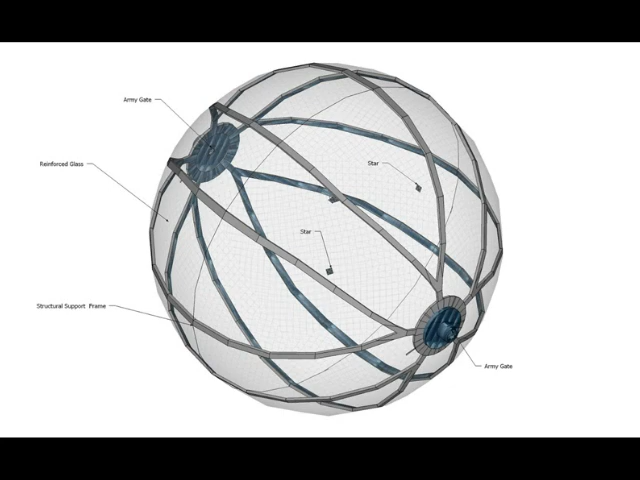 Army Gate
Reinforced Glass
Star
Star
Structural Support Frame
Army Gate